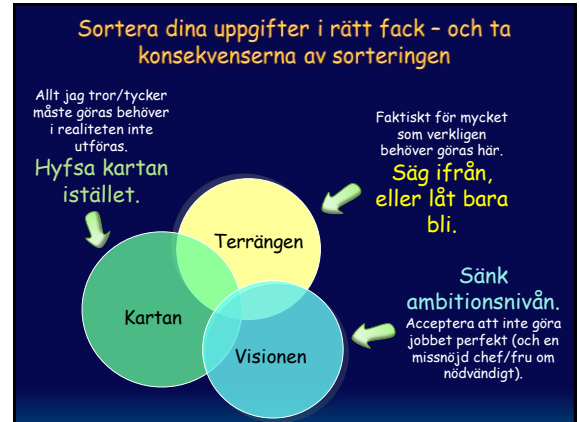 Sortera dina uppgifter i rätt fack – och ta
konsekvenserna av sorteringen
Allt jag tror/tycker
måste göras behöver
i realiteten inte
utföras.
Hyfsa kartan
istället.
Faktiskt för mycket
som verkligen
behöver göras här.
Säg ifrån,
eller låt bara
bli.
Terrängen
Kartan
Visionen
Sänk
ambitionsnivån.
Acceptera att inte göra
jobbet perfekt (och en
missnöjd chef/fru om
nödvändigt).